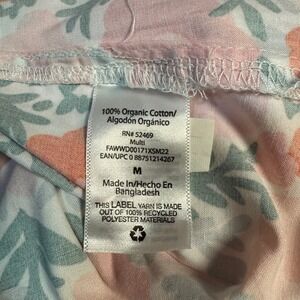 100% Organic Cotton/
Algodón Orgánico
RN# 52469
Multi
FAWWD00171XSM22
EAN/UPC 0 88751214267
M
Made In/Hecho En
Bangladesh
THIS LABEL YARN IS MADE
OUT OF 100% RECYCLED
POLYESTER MATERIALS